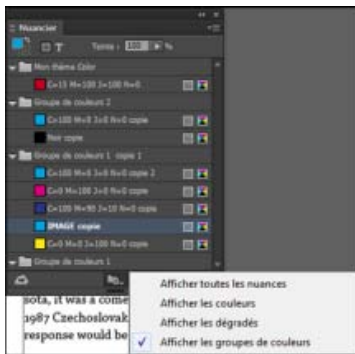 Nuancier
T Teinte : 100 %
Mon thème Color
C=15 M=100 J=100 N=0
Groupe de couleurs 2
C=100 M=0 J=0 N=0 copie
Noir copie
Groupe de couleurs 1 copie 1
C=100 M=0 J=0 N=0 copie 2
C=0 M=100 J=0 N=0 copie
C=100 M=90 J=10 N=0 copie
IMAGE copie
C=0 M=0 J=100 N=0 copie
Groupe de couleurs 1
Afficher toutes les nuances
Afficher les couleurs
Afficher les dégradés
Afficher les groupes de couleurs
sota, it was a come
1987 Czechoslovak
response would be